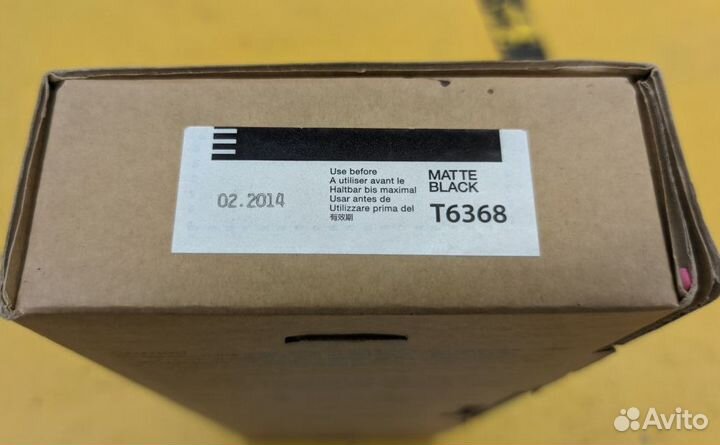 02.2014
Use before
A utiliser avant le
Haltbar bis maximal
Usar antes de
Utilizzare prima del
有效期
MATTE
BLACK
T6368
Avito